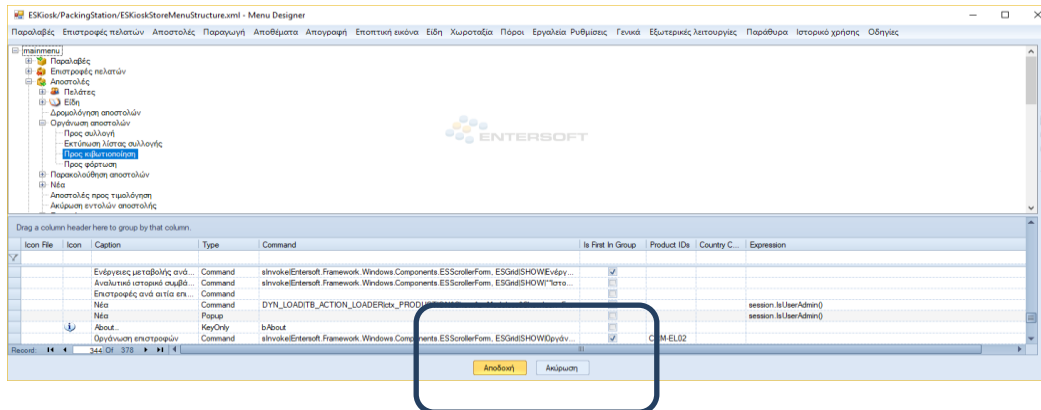 ESKiosk/PackingStation/ESKioskStoreMenuStructure.xml - Menu Designer
Παραλαβές Επιστροφές πελατών Αποστολές Παραγωγή Αποθέματα Απογραφή Εποπτική εικόνα Είδη Χωροταξία Πόροι Εργαλεία Ρυθμίσεις Γενικά Εξωτερικές λειτουργίες Παράθυρα Ιστορικό χρήσης Οδηγίες
mainmenu
Παραλαβές
Επιστροφές πελατών
Αποστολές
Πελάτες
Είδη
Δρομολόγηση αποστολών
Οργάνωση αποστολών
Προς συλλογή
Εκτύπωση λίστας συλλογής
Προς κιβωτιοποίηση
Προς φόρτωση
Παρακολούθηση αποστολών
Νέα
Αποστολές προς τιμολόγηση
Ακύρωση εντολών αποστολής
ENTERSOFT
Drag a column header here to group by that column.
Icon File Icon Caption Type Command Is First In Group Product IDs Country C... Expression
Ενέργειες μεταβολής ανά... Command sInvoke|Entersoft.Framework.Windows.Components.ESScrollerForm, ESGrid|SHOW|Ενέργ...
Αναλυτικό ιστορικό συμβά... Command sInvoke|Entersoft.Framework.Windows.Components.ESScrollerForm, ESGrid|SHOW|"Ιστο...
Επιστροφές ανά αιτία επι... Command
Νέα Command session.IsUserAdmin()
Νέα Popup session.IsUserAdmin()
About... KeyOnly bAbout
Οργάνωση επιστροφών Command sInvoke|Entersoft.Framework.Windows.Components.ESScrollerForm, ESGrid|SHOW|Οργάν...
Record: 344 Of 378
Αποδοχή Ακύρωση